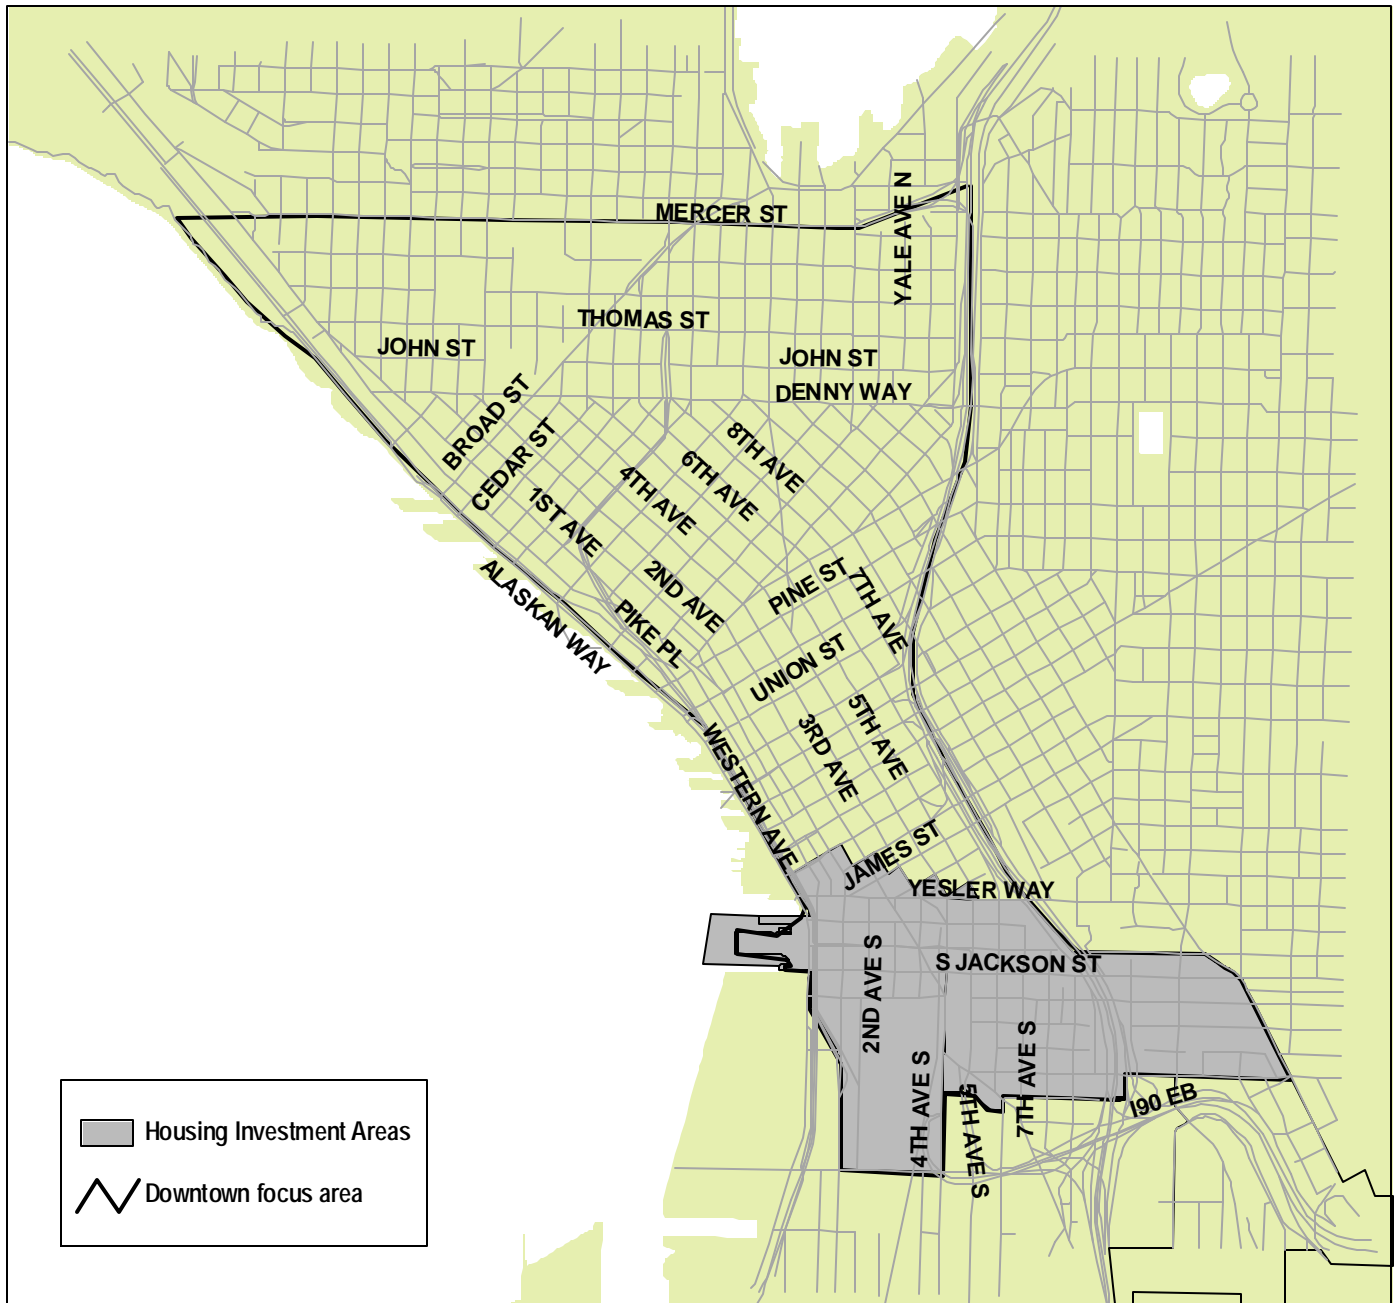 MERCER ST
YALE AVE N
THOMAS ST
JOHN ST
JOHN ST
DENNY WAY
BROAD ST
CEDAR ST
8TH AVE
6TH AVE
4TH AVE
1ST AVE
2ND AVE
PINE ST
7TH AVE
ALASKAN WAY
PIKE PL
UNION ST
5TH AVE
3RD AVE
WESTERN AVE
JAMES ST
YESLER WAY
S JACKSON ST
2ND AVE S
4TH AVE S
5TH AVE S
7TH AVE S
I90 EB
Housing Investment Areas
Downtown focus area